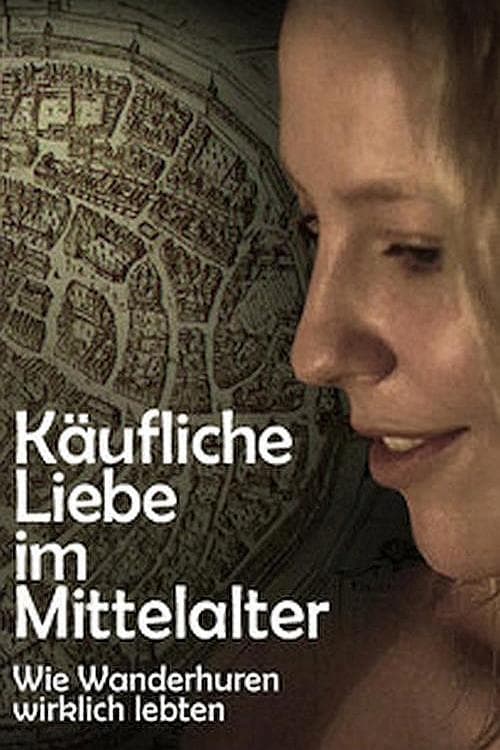 Käufliche
Liebe
im
Mittelalter
Wie Wanderhuren
wirklich lebten